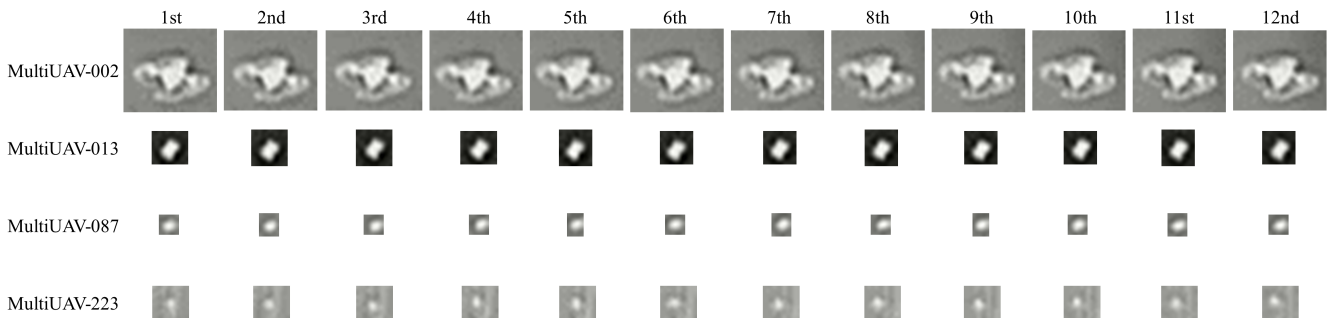 1st 2nd 3rd 4th 5th 6th 7th 8th 9th 10th 11st 12nd
MultiUAV-002
MultiUAV-013
MultiUAV-087
MultiUAV-223